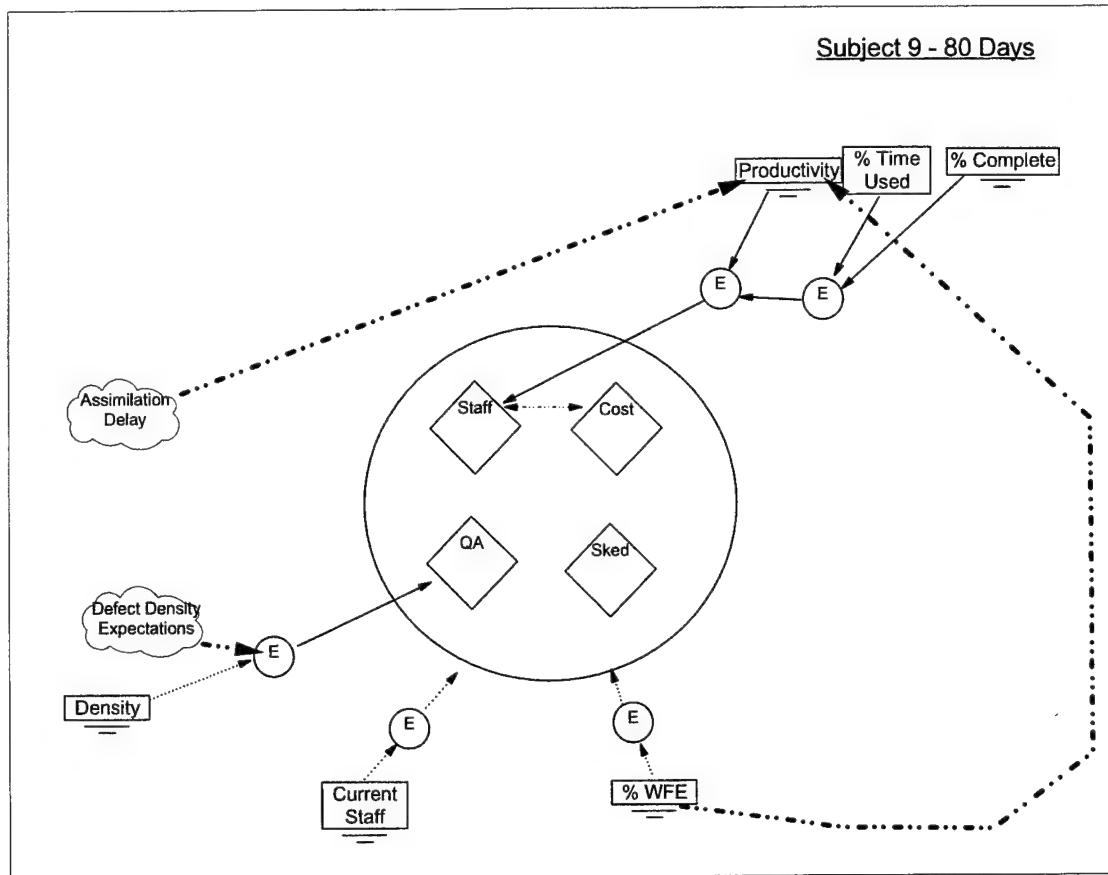 Subject 9 - 80 Days
Productivity
% Time
Used
% Complete
E
E
Assimilation
Delay
Staff
Cost
QA
Sked
Defect Density
Expectations
E
Density
E
E
Current
Staff
% WFE